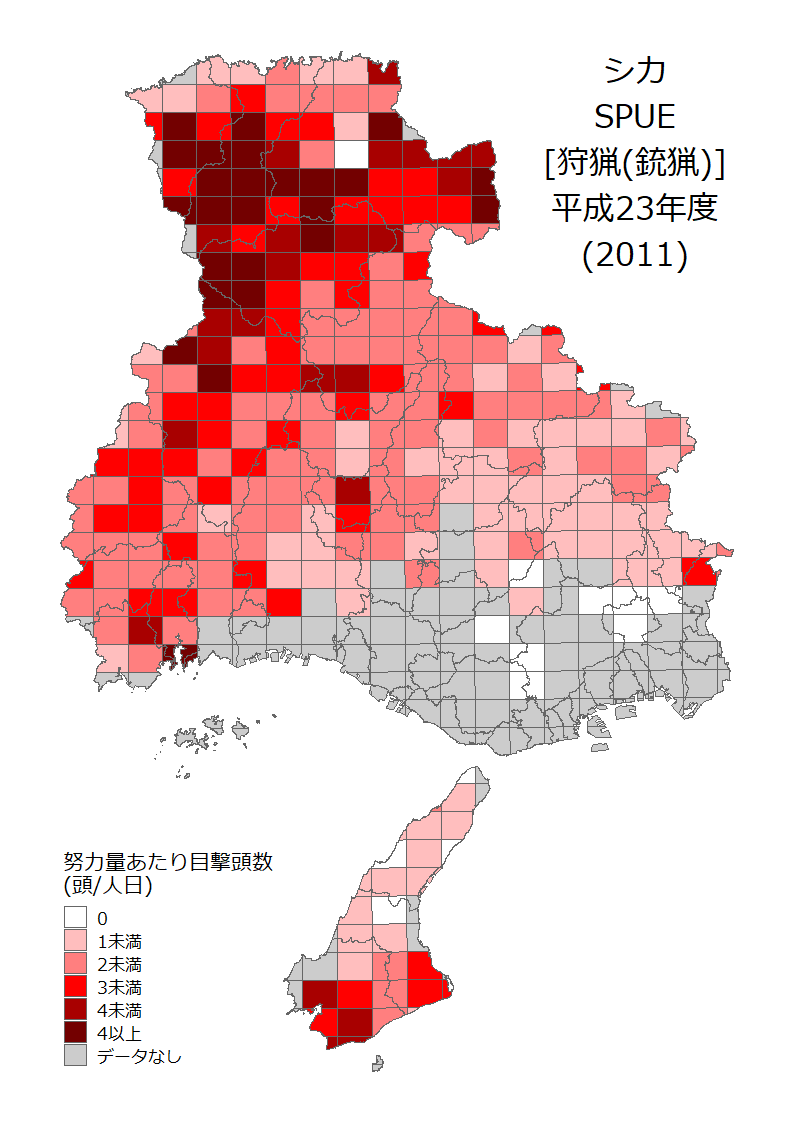 シカ
SPUE
[狩猟(銃猟)]
平成23年度
(2011)
努力量あたり目撃頭数
(頭/人日)
0
1未満
2未満
3未満
4未満
4以上
データなし